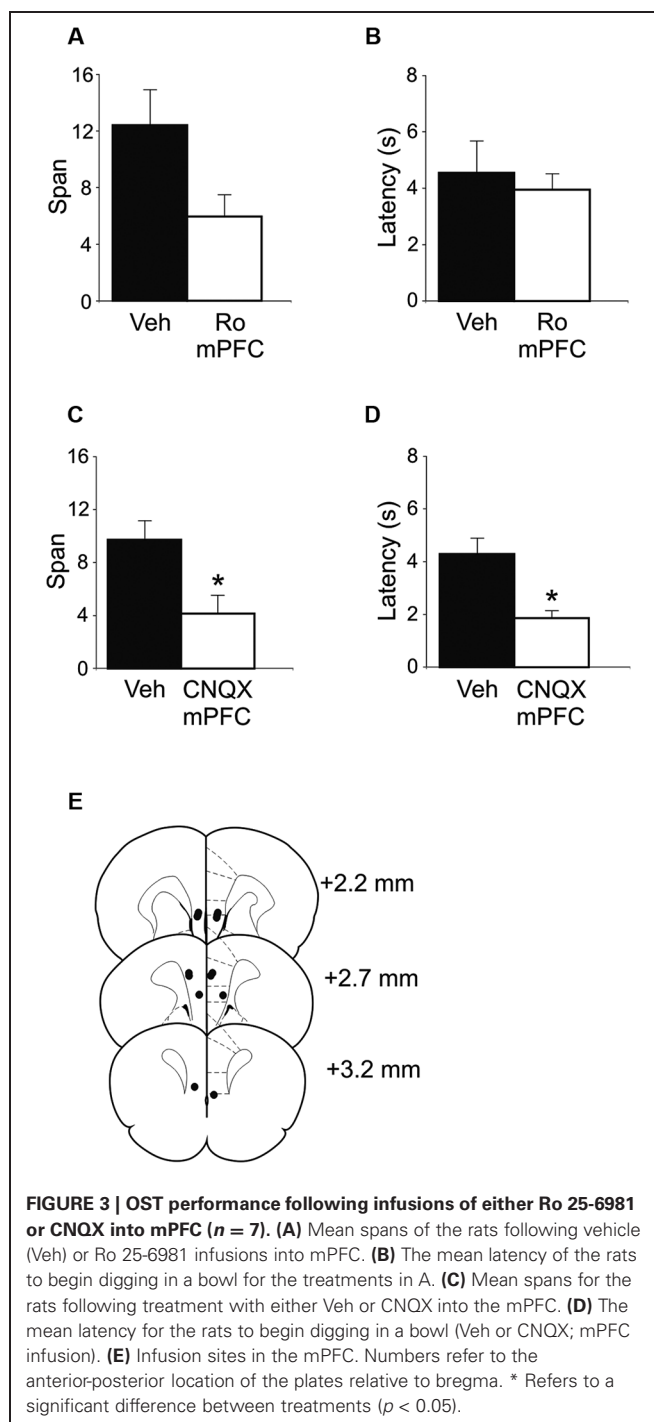 A
B
16
12
8
4
0
Span
Veh
Ro
mPFC
8
6
4
2
0
Latency (s)
Veh
Ro
mPFC
C
D
16
12
8
4
0
Span
*
Veh
CNQX
mPFC
8
6
4
2
0
Latency (s)
*
Veh
CNQX
mPFC
E
+2.2 mm
+2.7 mm
+3.2 mm
FIGURE 3 | OST performance following infusions of either Ro 25-6981
or CNQX into mPFC (n = 7). (A) Mean spans of the rats following vehicle
(Veh) or Ro 25-6981 infusions into mPFC. (B) The mean latency of the rats
to begin digging in a bowl for the treatments in A. (C) Mean spans for the
rats following treatment with either Veh or CNQX into the mPFC. (D) The
mean latency for the rats to begin digging in a bowl (Veh or CNQX; mPFC
infusion). (E) Infusion sites in the mPFC. Numbers refer to the
anterior-posterior location of the plates relative to bregma. * Refers to a
significant difference between treatments (p < 0.05).